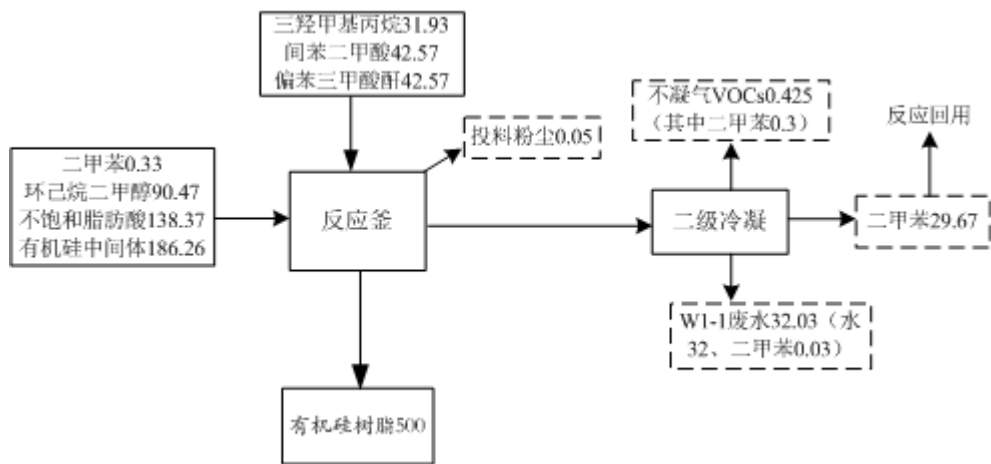 三羟甲基丙烷31.93
间苯二甲酸42.57
偏苯三甲酸酐42.57
不凝气VOCs0.425
（其中二甲苯0.3）
反应回用
投料粉尘0.05
二甲苯0.33
环己烷二甲醇90.47
不饱和脂肪酸138.37
有机硅中间体186.26
反应釜
二级冷凝
二甲苯29.67
W1-1废水32.03（水
32、二甲苯0.03）
有机硅树脂500